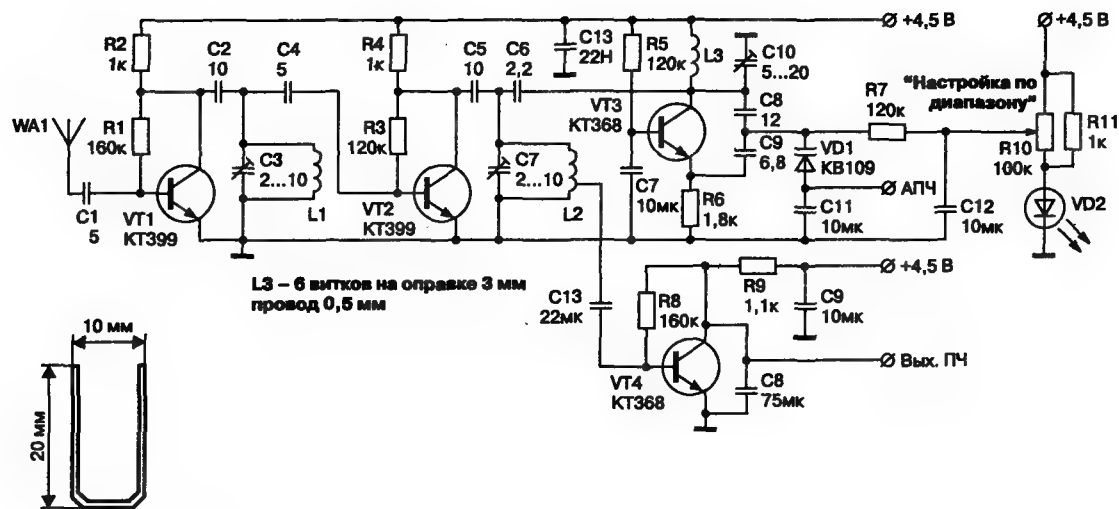 R2
1к
R1
160к
WA1
C1
5
VT1
КТ399
C2
10
C4
5
C3
2...10
L1
R4
1к
R3
120к
VT2
КТ399
C5
10
C6
2,2
C7
2...10
L2
C13
22Н
R5
120к
L3
C10
5...20
VT3
КТ368
C8
12
C9
6,8
C7
10мк
R6
1,8к
VD1
КВ109
C11
10мк
АПЧ
R7
120к
C12
10мк
+4,5 В
+4,5 В
"Настройка по
диапазону"
R10
100к
R11
1к
VD2
L3 – 6 витков на оправке 3 мм
провод 0,5 мм
C13
22мк
R8
160к
VT4
КТ368
R9
1,1к
C9
10мк
+4,5 В
C8
75мк
Вых. ПЧ
10 мм
20 мм